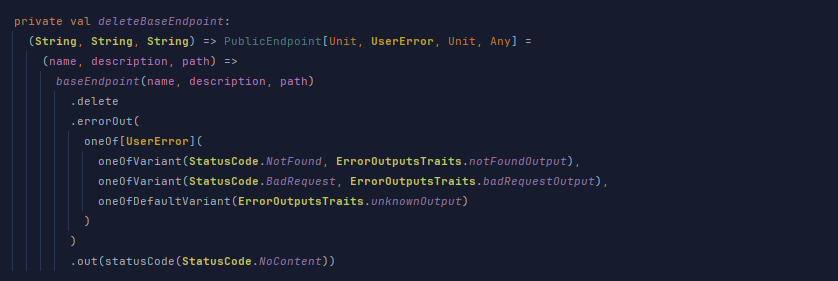 private val deleteBaseEndpoint:
  (String, String, String) => PublicEndpoint[Unit, UserError, Unit, Any] =
    (name, description, path) =>
      baseEndpoint(name, description, path)
        .delete
        .errorOut(
          oneOf[UserError](
            oneOfVariant(StatusCode.NotFound, ErrorOutputsTraits.notFoundOutput),
            oneOfVariant(StatusCode.BadRequest, ErrorOutputsTraits.badRequestOutput),
            oneOfDefaultVariant(ErrorOutputsTraits.unknownOutput)
          )
        )
        .out(statusCode(StatusCode.NoContent))